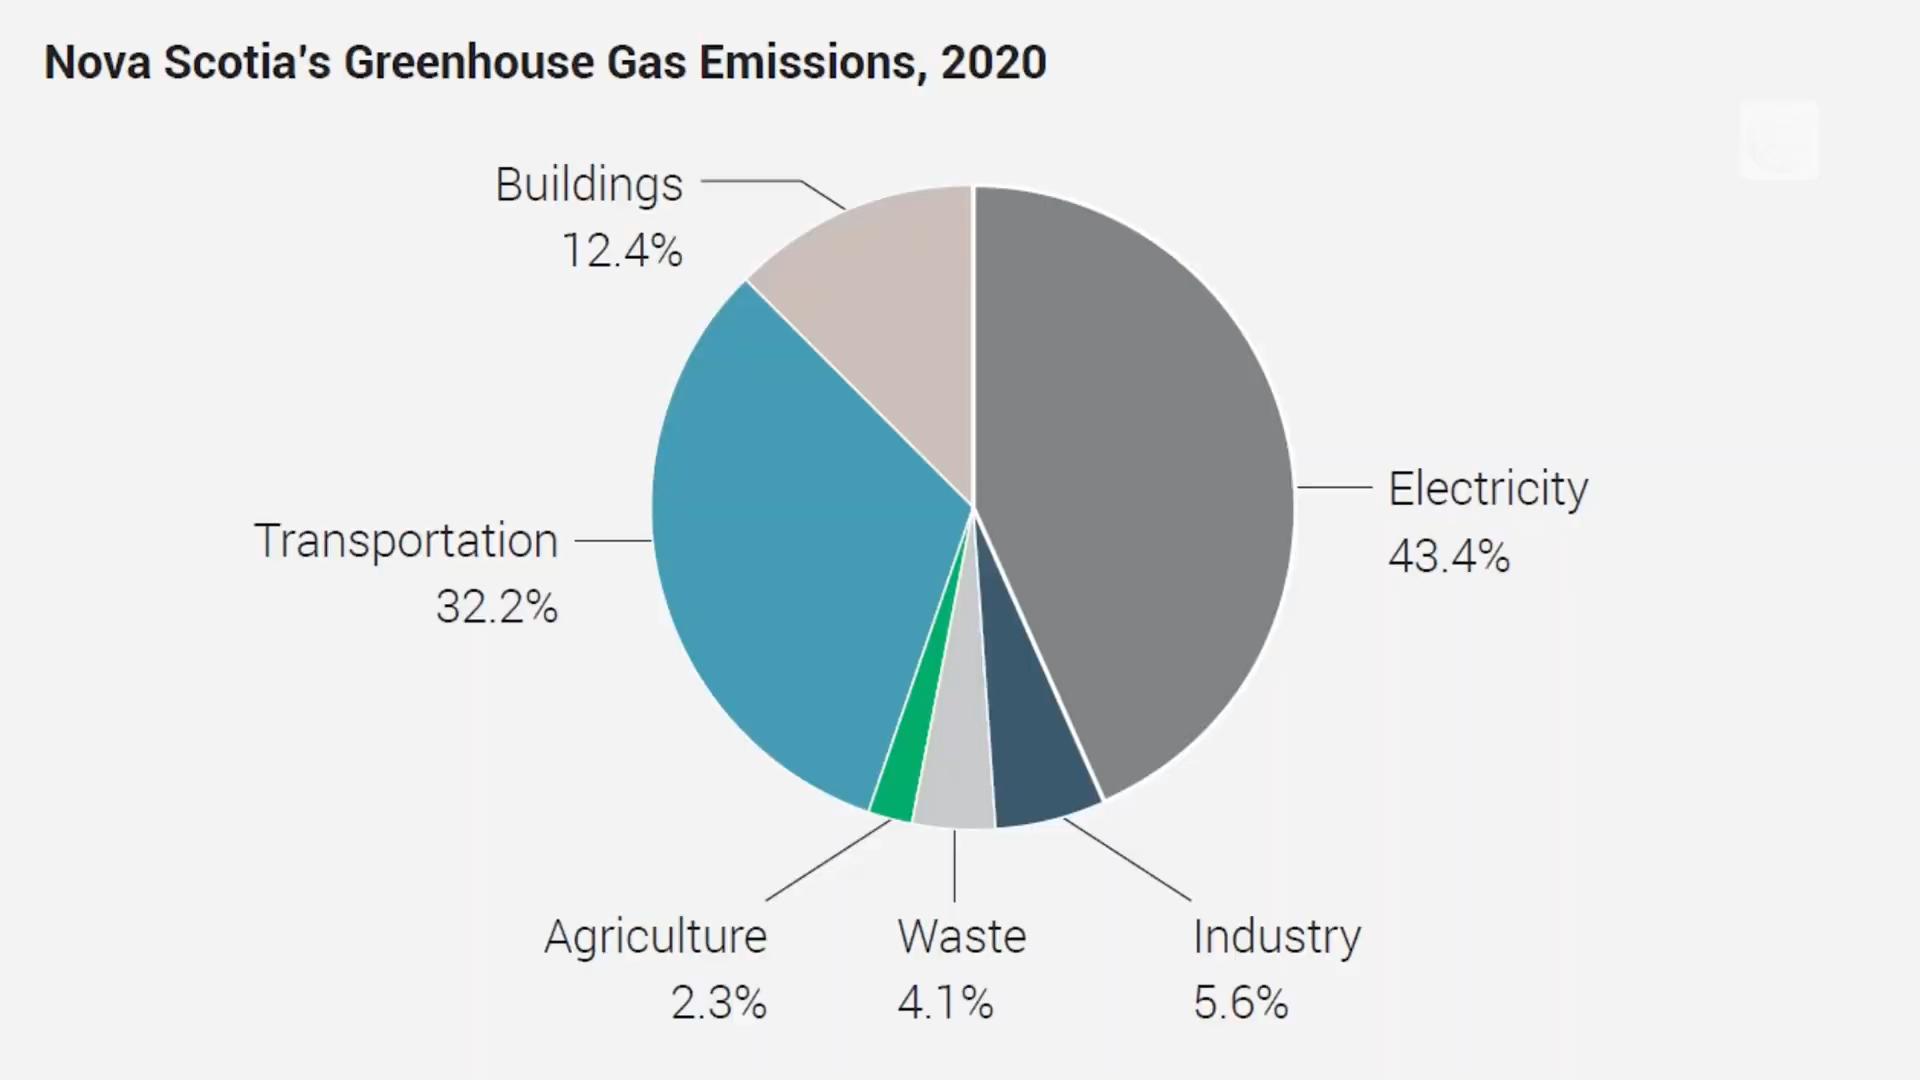 Nova Scotia's Greenhouse Gas Emissions, 2020
Buildings
12.4%
Electricity
43.4%
Transportation
32.2%
Agriculture
2.3%
Waste
4.1%
Industry
5.6%